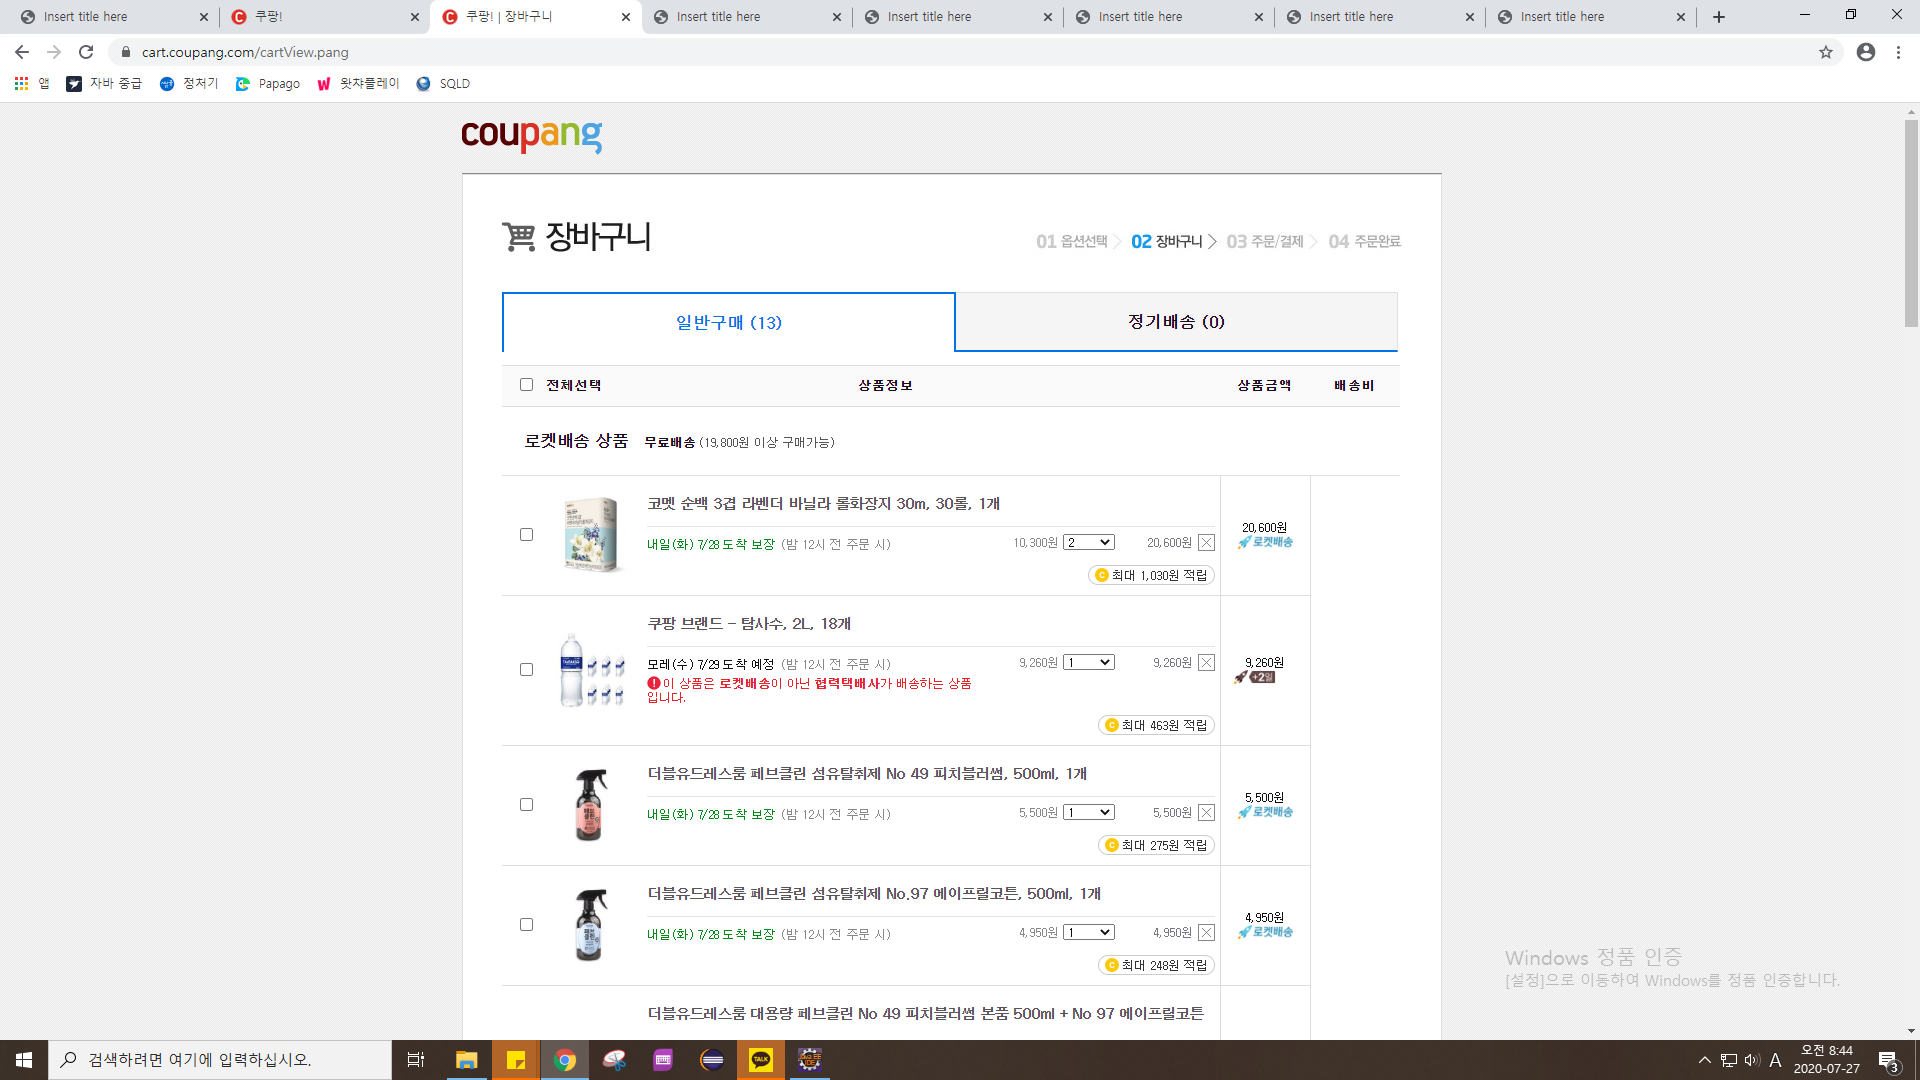 Insert title here
쿠팡!
쿠팡! | 장바구니
Insert title here
Insert title here
Insert title here
Insert title here
Insert title here
cart.coupang.com/cartView.pang
앱
자바 중급
정처기
Papago
왓챠플레이
SQLD
coupang
장바구니
01 옵션선택
02 장바구니
03 주문/결제
04 주문완료
일반구매 (13)
정기배송 (0)
전체선택
상품정보
상품금액
배송비
로켓배송 상품 무료배송 (19,800원 이상 구매가능)
코멧 순백 3겹 라벤더 바닐라 롤화장지 30m, 30롤, 1개
내일(화) 7/28 도착 보장 (밤 12시 전 주문 시)
10,300원 2 20,600원
최대 1,030원 적립
20,600원
로켓배송
쿠팡 브랜드 - 탐사수, 2L, 18개
모레(수) 7/29 도착 예정 (밤 12시 전 주문 시)
9,260원 1 9,260원
이 상품은 로켓배송이 아닌 협력택배사가 배송하는 상품
입니다.
최대 463원 적립
9,260원
+2일
더블유드레스룸 페브클린 섬유탈취제 No 49 피치블러썸, 500ml, 1개
내일(화) 7/28 도착 보장 (밤 12시 전 주문 시)
5,500원 1 5,500원
최대 275원 적립
5,500원
로켓배송
더블유드레스룸 페브클린 섬유탈취제 No.97 에이프릴코튼, 500ml, 1개
내일(화) 7/28 도착 보장 (밤 12시 전 주문 시)
4,950원 1 4,950원
최대 248원 적립
4,950원
로켓배송
더블유드레스룸 대용량 페브클린 No 49 피치블러썸 본품 500ml + No 97 에이프릴코튼
Windows 정품 인증
[설정]으로 이동하여 Windows를 정품 인증합니다.
검색하려면 여기에 입력하십시오.
TALK
A
오전 8:44
2020-07-27
3